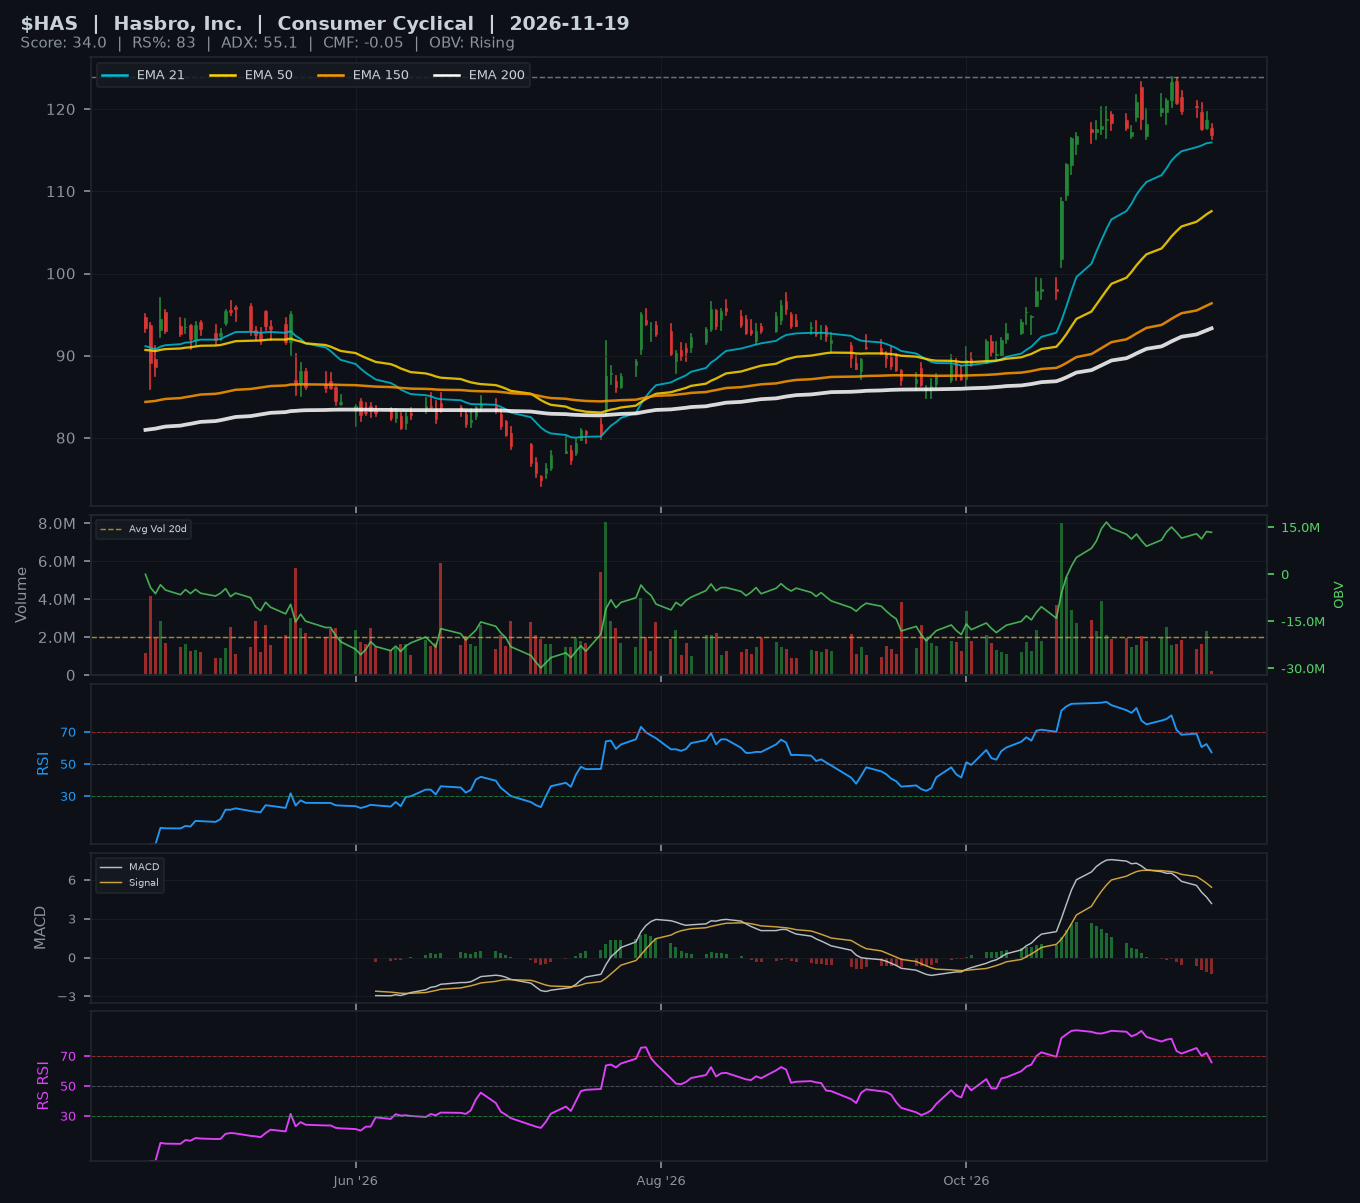 $HAS  |  Hasbro, Inc.  |  Consumer Cyclical  |  2026-11-19
Score: 34.0  |  RS%: 83  |  ADX: 55.1  |  CMF: -0.05  |  OBV: Rising
EMA 21
EMA 50
EMA 150
EMA 200
120
110
100
90
80
Avg Vol 20d
8.0M
6.0M
4.0M
2.0M
0
Volume
15.0M
0
-15.0M
-30.0M
OBV
70
50
30
RSI
MACD
Signal
6
3
0
−3
MACD
70
50
30
RS RSI
Jun '26
Aug '26
Oct '26